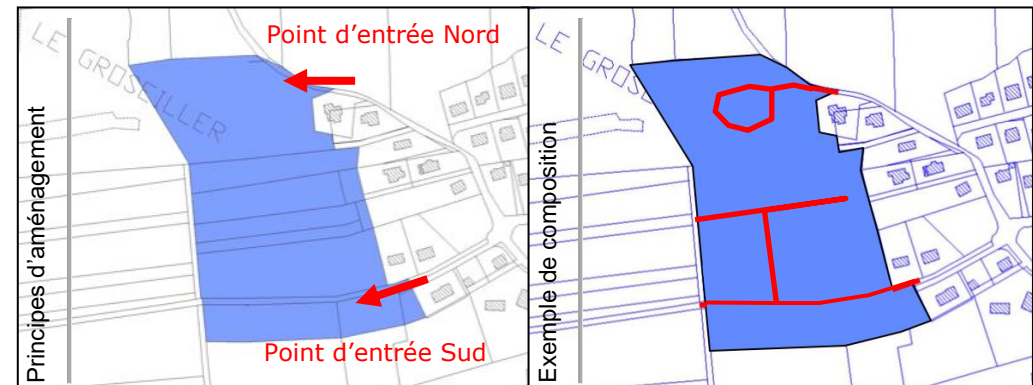 Principes d’aménagement
LE GROSEILLER
Point d’entrée Nord
Point d’entrée Sud
Exemple de composition
LE GROS